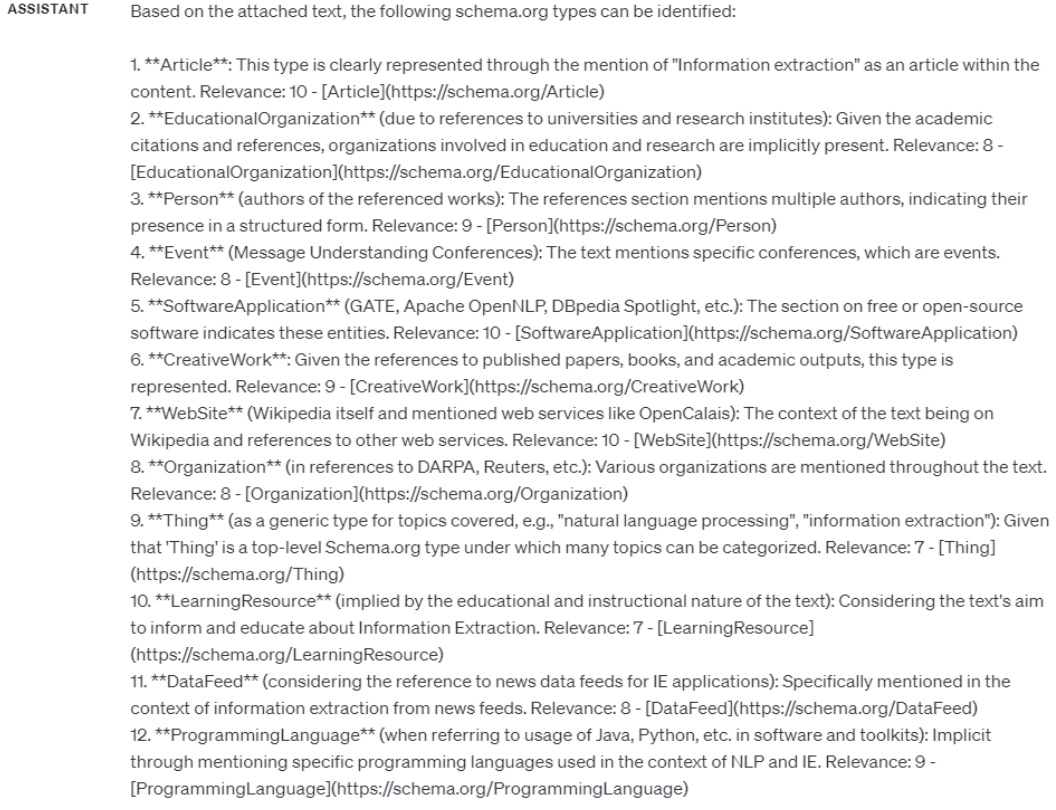 ASSISTANT Based on the attached text, the following schema.org types can be identified:
1. **Article**: This type is clearly represented through the mention of "Information extraction" as an article within the
content. Relevance: 10 - [Article](https://schema.org/Article)
2. **EducationalOrganization** (due to references to universities and research institutes): Given the academic
citations and references, organizations involved in education and research are implicitly present. Relevance: 8 -
[EducationalOrganization](https://schema.org/EducationalOrganization)
3. **Person** (authors of the referenced works): The references section mentions multiple authors, indicating their
presence in a structured form. Relevance: 9 - [Person](https://schema.org/Person)
4. **Event** (Message Understanding Conferences): The text mentions specific conferences, which are events.
Relevance: 8 - [Event](https://schema.org/Event)
5. **SoftwareApplication** (GATE, Apache OpenNLP, DBpedia Spotlight, etc.): The section on free or open-source
software indicates these entities. Relevance: 10 - [SoftwareApplication](https://schema.org/SoftwareApplication)
6. **CreativeWork**: Given the references to published papers, books, and academic outputs, this type is
represented. Relevance: 9 - [CreativeWork](https://schema.org/CreativeWork)
7. **WebSite** (Wikipedia itself and mentioned web services like OpenCalais): The context of the text being on
Wikipedia and references to other web services. Relevance: 10 - [WebSite](https://schema.org/WebSite)
8. **Organization** (in references to DARPA, Reuters, etc.): Various organizations are mentioned throughout the text.
Relevance: 8 - [Organization](https://schema.org/Organization)
9. **Thing** (as a generic type for topics covered, e.g., "natural language processing", "information extraction"): Given
that 'Thing' is a top-level Schema.org type under which many topics can be categorized. Relevance: 7 - [Thing]
(https://schema.org/Thing)
10. **LearningResource** (implied by the educational and instructional nature of the text): Considering the text's aim
to inform and educate about Information Extraction. Relevance: 7 - [LearningResource]
(https://schema.org/LearningResource)
11. **DataFeed** (considering the reference to news data feeds for IE applications): Specifically mentioned in the
context of information extraction from news feeds. Relevance: 8 - [DataFeed](https://schema.org/DataFeed)
12. **ProgrammingLanguage** (when referring to usage of Java, Python, etc. in software and toolkits): Implicit
through mentioning specific programming languages used in the context of NLP and IE. Relevance: 9 -
[ProgrammingLanguage](https://schema.org/ProgrammingLanguage)